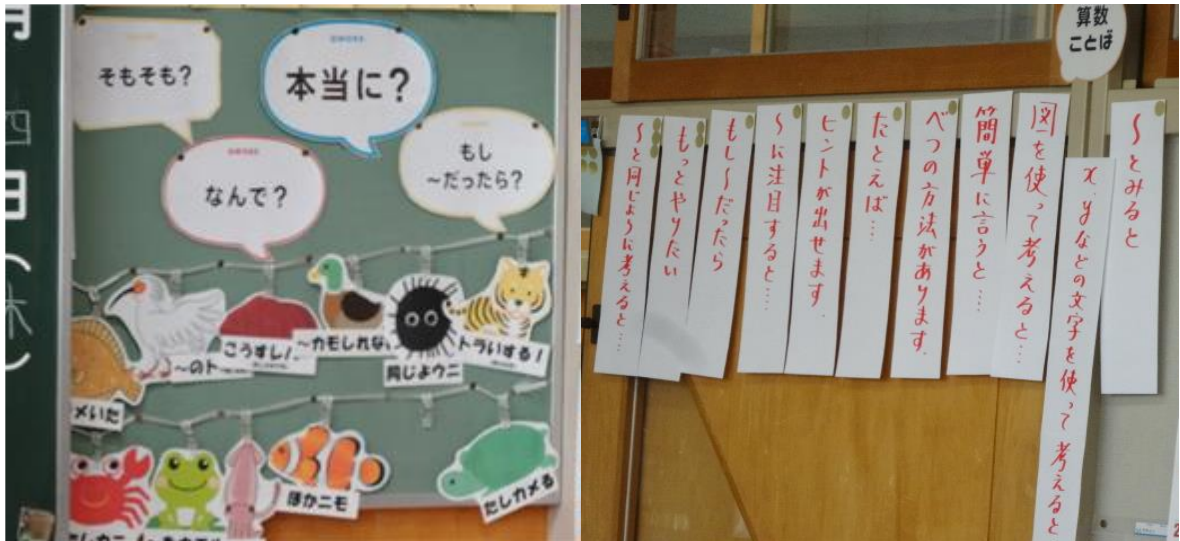 そもそも?
本当に?
なんで?
もし
~だったら?
メいた
~のト
こうすし
~カモしれな
同じよウニ
トラいする!
ほかニモ
たしカメる
算数
ことば
~とみると
x、yなどの文字を使って考えると
図を使って考えると…
簡単に言うと…
べつの方法があります。
たとえば…
ヒントが出せます。
~に注目すると…
もし~だったら
もっとやりたい
~と同じように考えると…